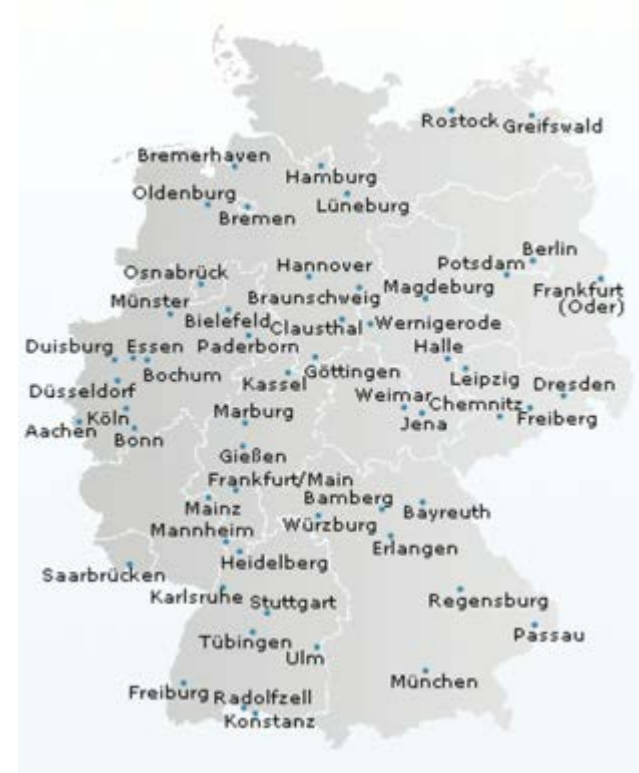 Rostock
Greifswald
Bremerhaven
Hamburg
Oldenburg
Lüneburg
Bremen
Berlin
Hannover
Potsdam
Osnabrück
Magdeburg
Frankfurt
(Oder)
Braunschweig
Münster
Bielefeld
Clausthal
Wernigerode
Duisburg
Essen
Paderborn
Halle
Bochum
Göttingen
Leipzig
Kassel
Düsseldorf
Weimar
Dresden
Chemnitz
Köln
Marburg
Jena
Freiberg
Aachen
Bonn
Gießen
Frankfurt/Main
Bamberg
Mainz
Bayreuth
Würzburg
Mannheim
Erlangen
Heidelberg
Saarbrücken
Karlsruhe
Stuttgart
Regensburg
Passau
Tübingen
Ulm
München
Freiburg
Radolfzell
Konstanz